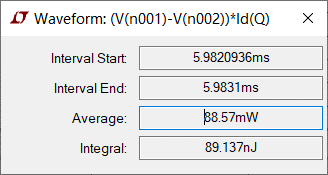 Waveform: (V(n001)-V(n002))*Id(Q)
Interval Start: 5.9820936ms
Interval End: 5.9831ms
Average: 88.57mW
Integral: 89.137nJ